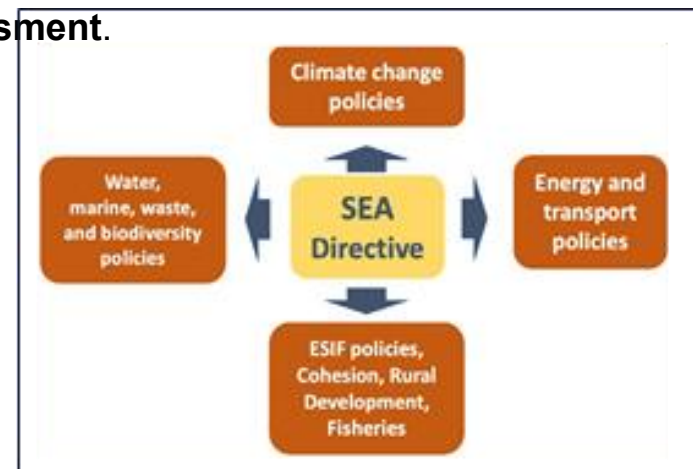 sment.
Climate change
policies
Water,
marine, waste,
and biodiversity
policies
SEA
Directive
Energy and
transport
policies
ESIF policies,
Cohesion, Rural
Development,
Fisheries